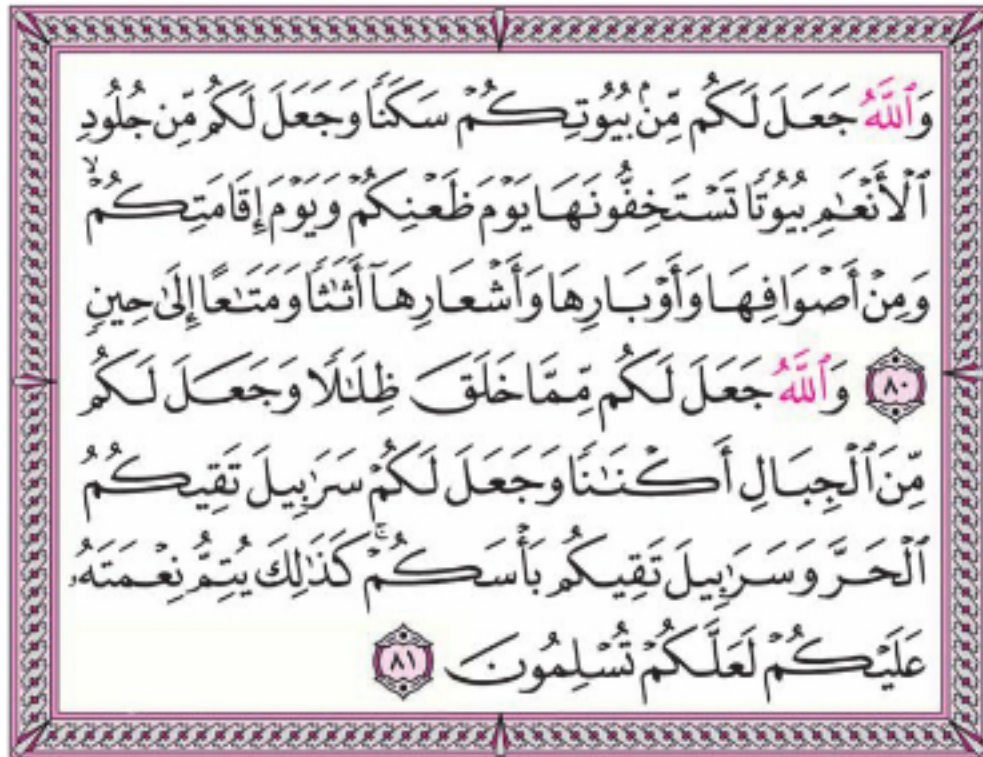 وَٱللَّهُ جَعَلَ لَكُم مِّنۢ بُيُوتِكُمۡ سَكَنٗا وَجَعَلَ لَكُم مِّن جُلُودِ
ٱلۡأَنۡعَٰمِ بُيُوتٗا تَسۡتَخِفُّونَهَا يَوۡمَ ظَعۡنِكُمۡ وَيَوۡمَ إِقَامَتِكُمۡۙ
وَمِنۡ أَصۡوَافِهَا وَأَوۡبَارِهَا وَأَشۡعَارِهَآ أَثَٰثٗا وَمَتَٰعًا إِلَىٰ حِينٖ
٨٠ وَٱللَّهُ جَعَلَ لَكُم مِّمَّا خَلَقَ ظِلَٰلٗا وَجَعَلَ لَكُم
مِّنَ ٱلۡجِبَالِ أَكۡنَٰنٗا وَجَعَلَ لَكُمۡ سَرَٰبِيلَ تَقِيكُمُ
ٱلۡحَرَّ وَسَرَٰبِيلَ تَقِيكُم بَأۡسَكُمۡۚ كَذَٰلِكَ يُتِمُّ نِعۡمَتَهُۥ
عَلَيۡكُمۡ لَعَلَّكُمۡ تُسۡلِمُونَ ٨١